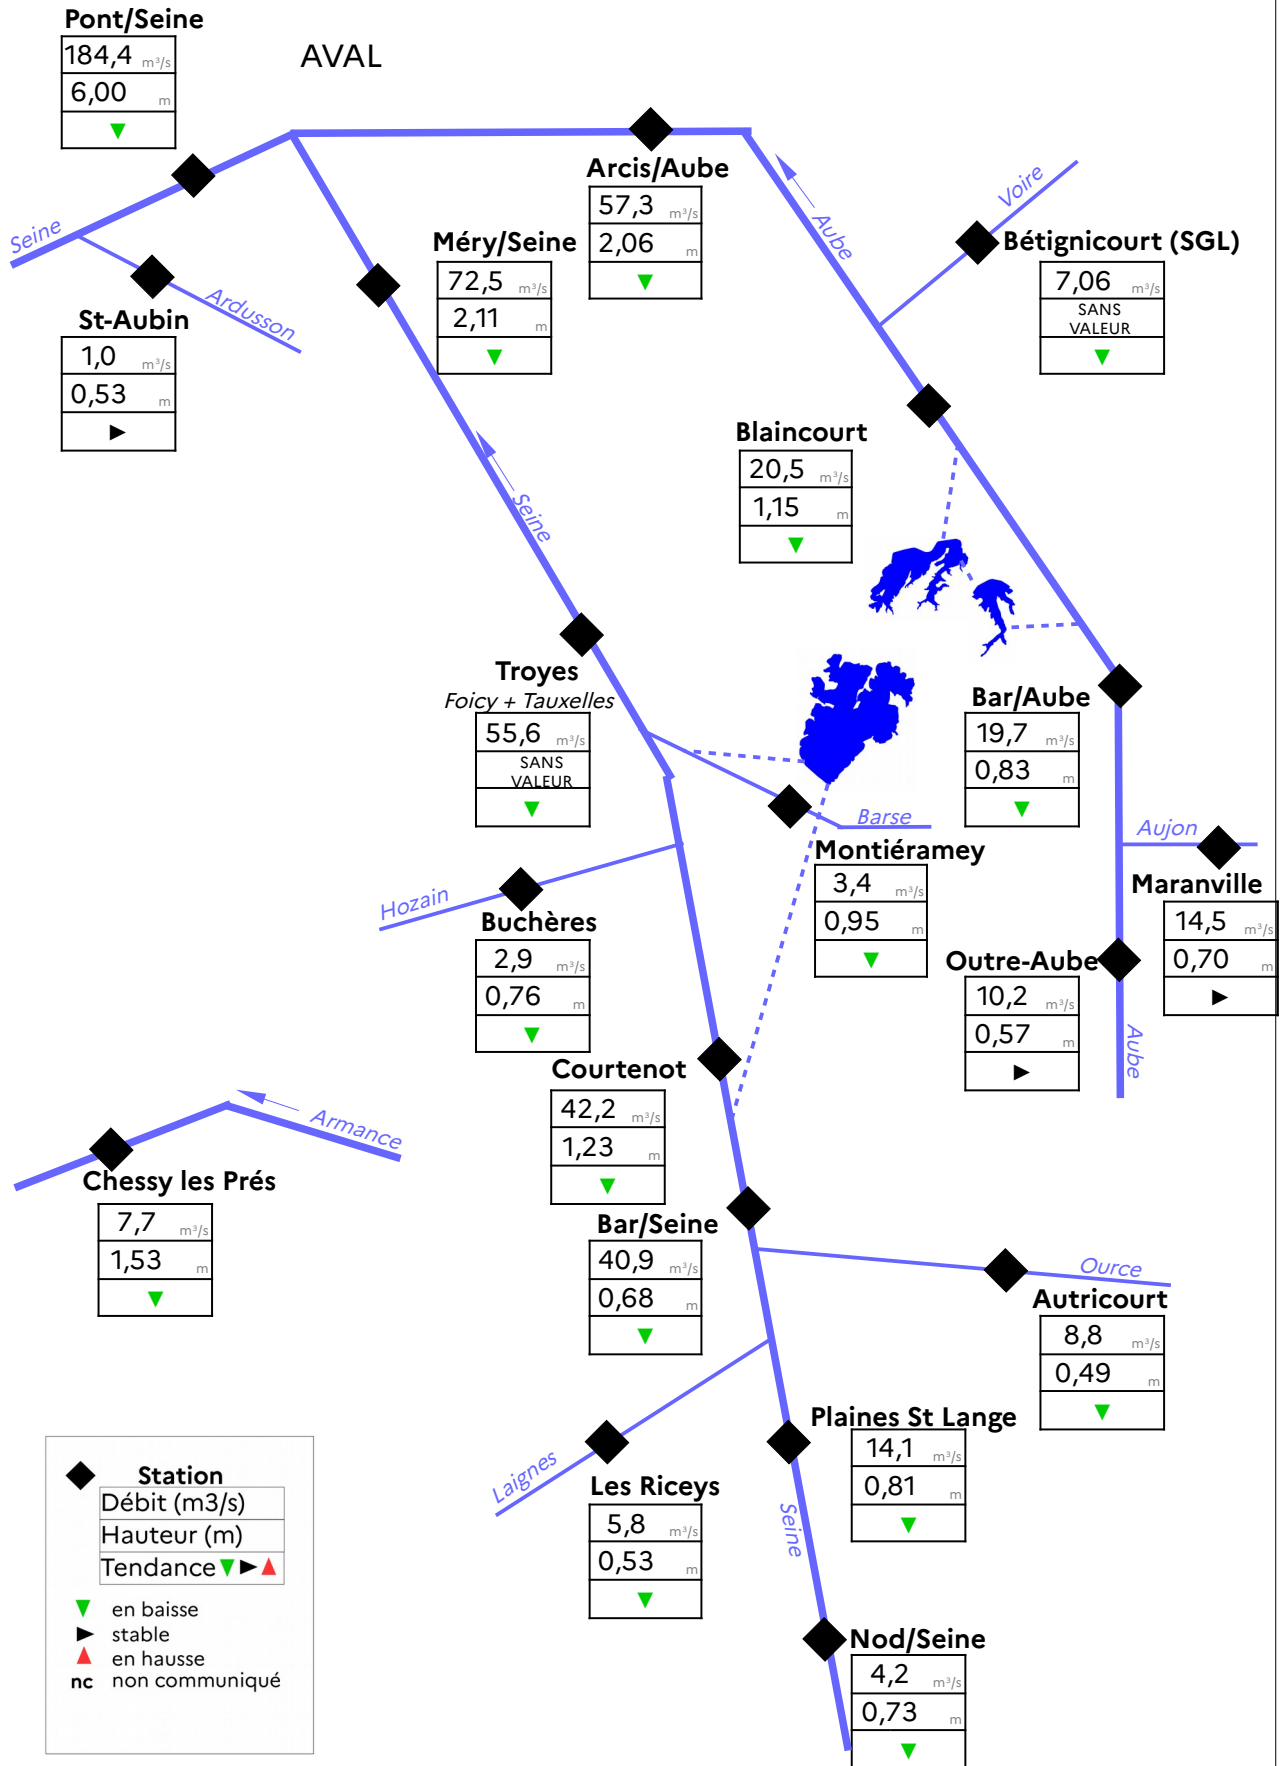 Pont/Seine
184,4 m³/s
6,00 m
AVAL
Arcis/Aube
57,3 m³/s
2,06 m
Voire
Aube
Seine
Méry/Seine
72,5 m³/s
2,11 m
Bétignicourt (SGL)
7,06 m³/s
SANS
VALEUR
Ardusson
St-Aubin
1,0 m³/s
0,53 m
Blaincourt
20,5 m³/s
1,15 m
Seine
Troyes
Foicy + Tauxelles
55,6 m³/s
SANS
VALEUR
Bar/Aube
19,7 m³/s
0,83 m
Barse
Aujon
Montiéramey
3,4 m³/s
0,95 m
Maranville
14,5 m³/s
0,70 m
Hozain
Buchères
2,9 m³/s
0,76 m
Outre-Aube
10,2 m³/s
0,57 m
Aube
Courtenot
42,2 m³/s
1,23 m
Armance
Chessy les Prés
7,7 m³/s
1,53 m
Bar/Seine
40,9 m³/s
0,68 m
Ource
Autricourt
8,8 m³/s
0,49 m
Plaines St Lange
14,1 m³/s
0,81 m
Laignes
Les Riceys
5,8 m³/s
0,53 m
Seine
Nod/Seine
4,2 m³/s
0,73 m
Station
Débit (m3/s)
Hauteur (m)
Tendance
en baisse
stable
en hausse
nc non communiqué